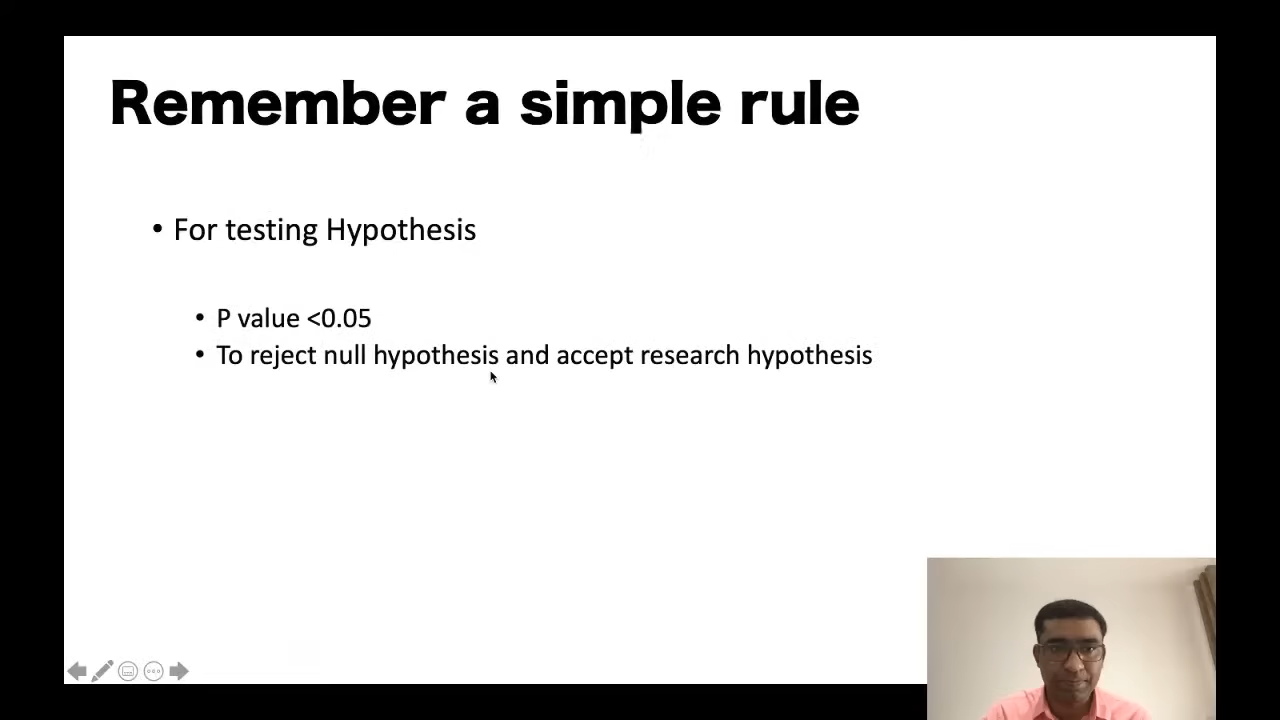 Remember a simple rule
• For testing Hypothesis
• P value <0.05
• To reject null hypothesis and accept research hypothesis